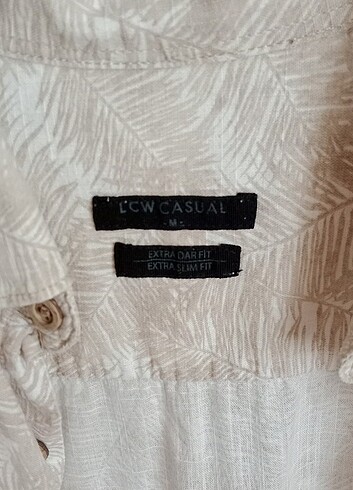 LCW CASUAL
- M -
EXTRA DAR FIT
EXTRA SLIM FIT